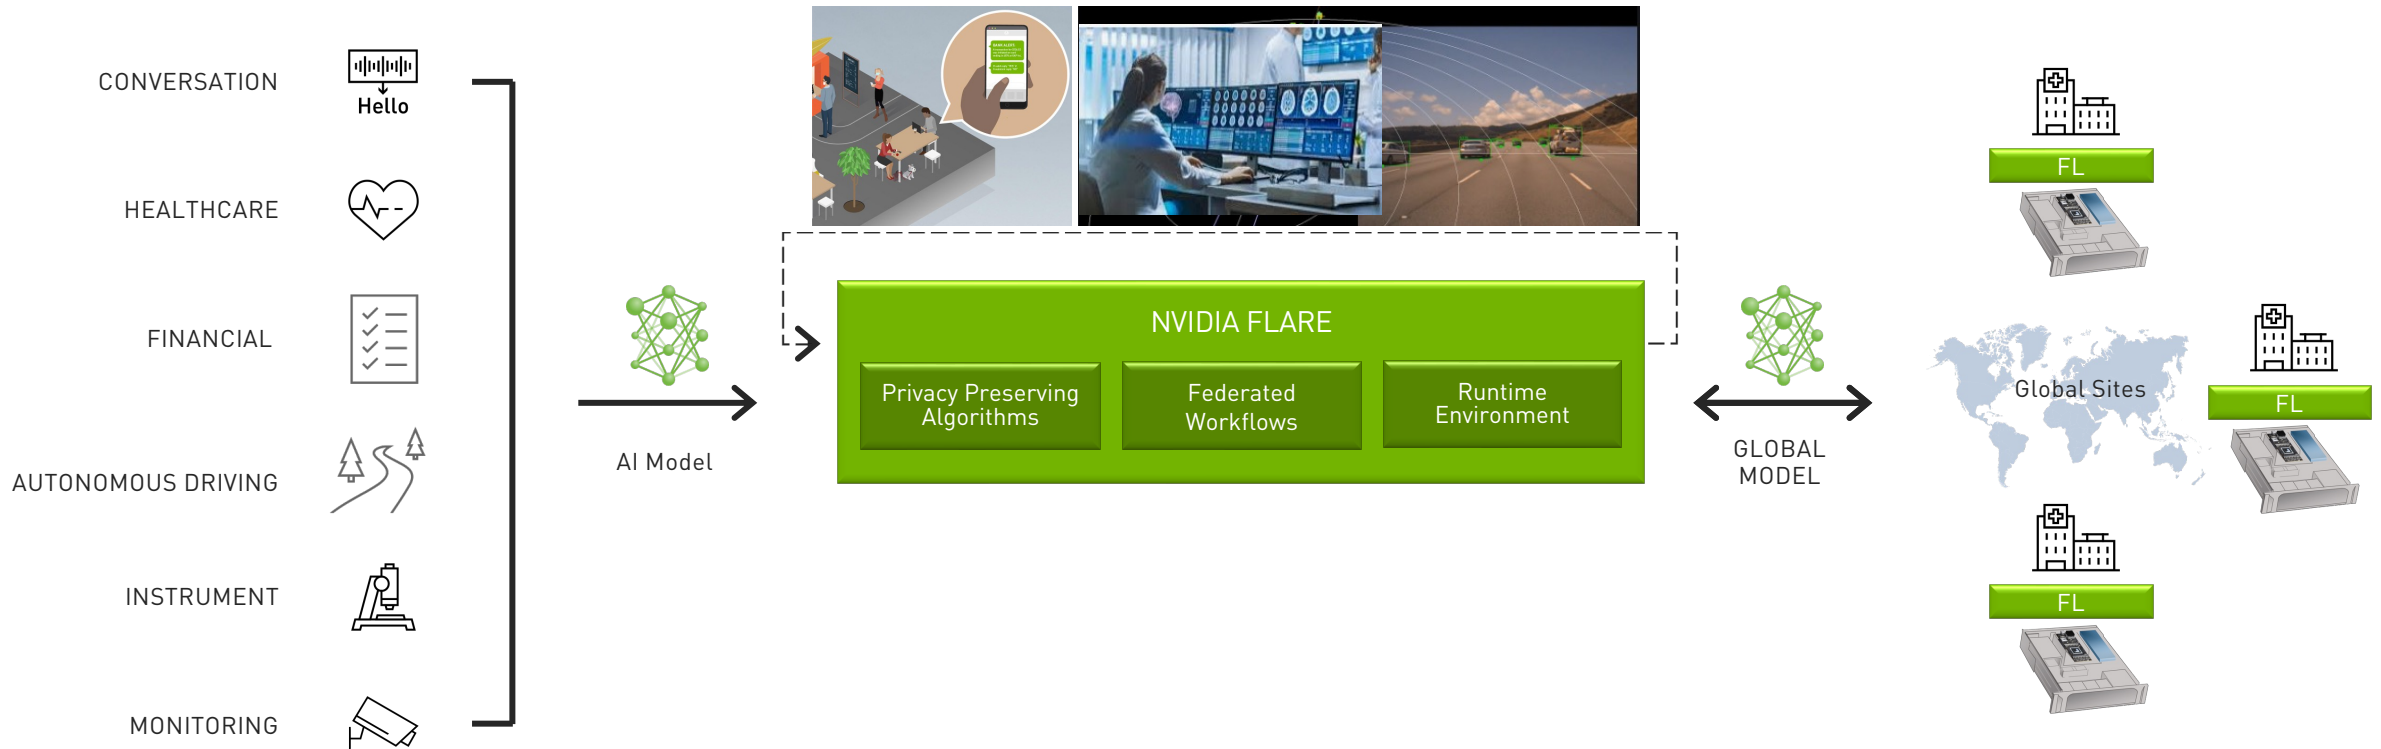 CONVERSATION
Hello
HEALTHCARE
FINANCIAL
AUTONOMOUS DRIVING
INSTRUMENT
MONITORING
AI Model
NVIDIA FLARE
Privacy Preserving
Algorithms
Federated
Workflows
Runtime
Environment
GLOBAL
MODEL
FL
Global Sites
FL
FL